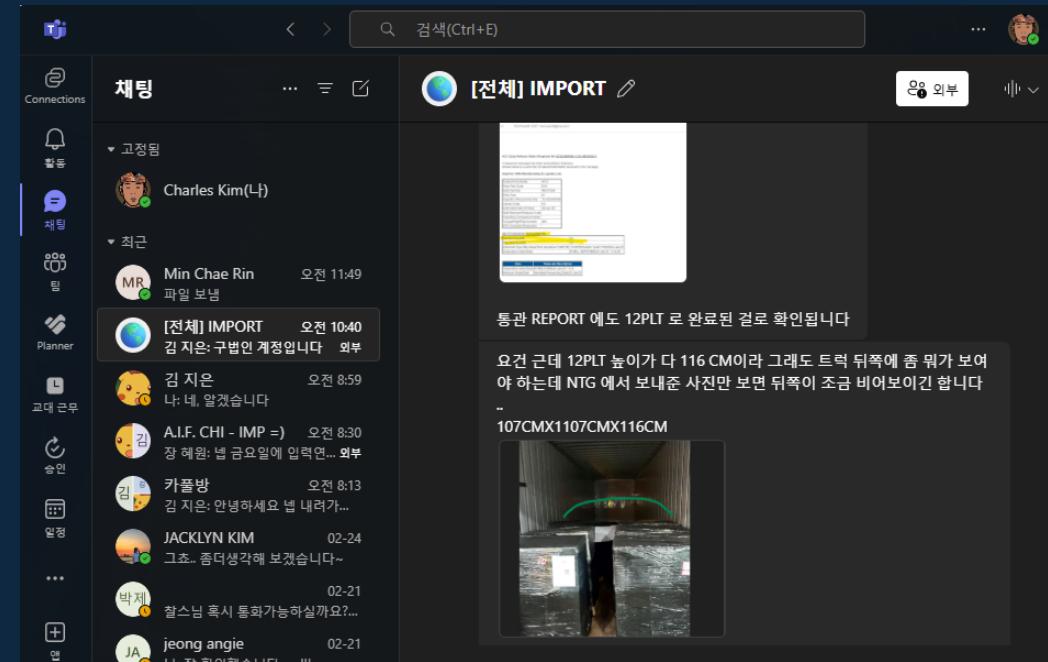 검색(Ctrl+E)
Connections
활동
채팅
팀
Planner
교대 근무
승인
일정
앱
채팅
고정됨
Charles Kim(나)
최근
MR
Min Chae Rin
오전 11:49
파일 보냄
[전체] IMPORT
오전 10:40
김 지은: 구법인 계정입니다
외부
김 지은
오전 8:59
나: 네, 알겠습니다
김
A.I.F. CHI - IMP =)
오전 8:30
장 혜원: 넵 금요일에 입력연...
외부
김
카풀방
오전 8:13
김 지은: 안녕하세요 넵 내려가...
JACKLYN KIM
02-24
그쵸.. 좀더생각해 보겠습니다~
박제
02-21
찰스님 혹시 통화가능하실까요?...
JA
jeong angie
02-21
[전체] IMPORT
외부
통관 REPORT 에도 12PLT 로 완료된 걸로 확인됩니다
요건 근데 12PLT 높이가 다 116 CM이라 그래도 트럭 뒤쪽에 좀 뭐가 보여
야 하는데 NTG 에서 보내준 사진만 보면 뒤쪽이 조금 비어보이긴 합니다
..
107CMX1107CMX116CM